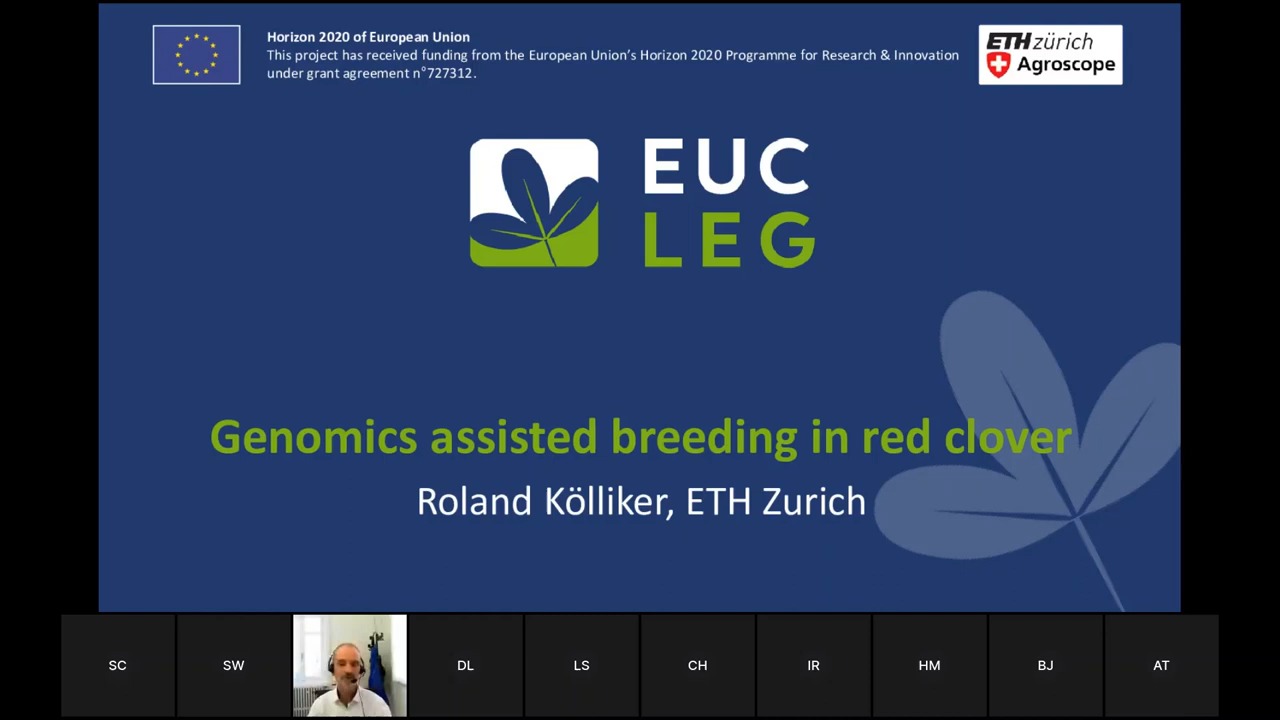 Horizon 2020 of European Union
This project has received funding from the European Union's Horizon 2020 Programme for Research & Innovation
under grant agreement n°727312.
ETH zürich
Agroscope
EUC
LEG
Genomics assisted breeding in red clover
Roland Kölliker, ETH Zurich
SC
SW
DL
LS
CH
IR
HM
BJ
AT